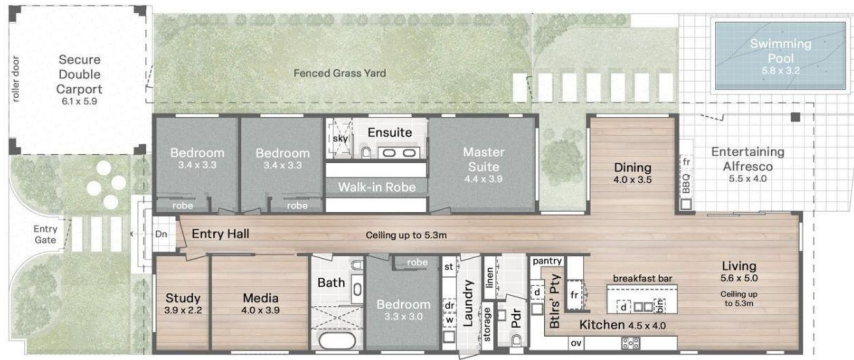 roller door
Secure
Double
Carport
6.1 x 5.9
Fenced Grass Yard
Swimming
Pool
5.8 x 3.2
Bedroom
3.4 x 3.3
robe
Bedroom
3.4 x 3.3
robe
sky
Ensuite
Walk-in Robe
Master
Suite
4.4 x 3.9
Dining
4.0 x 3.5
fr
BBQ
Entertaining
Alfresco
5.5 x 4.0
Entry
Gate
Dn
Entry Hall
Ceiling up to 5.3m
Study
3.9 x 2.2
Media
4.0 x 3.9
Bath
robe
Bedroom
3.3 x 3.0
st
dr
w
Laundry
linen
storage
Pdr
pantry
d
Btlrs' Pty
fr
ov
breakfast bar
d
bin
Kitchen 4.5 x 4.0
Living
5.6 x 5.0
Ceiling up
to 5.3m